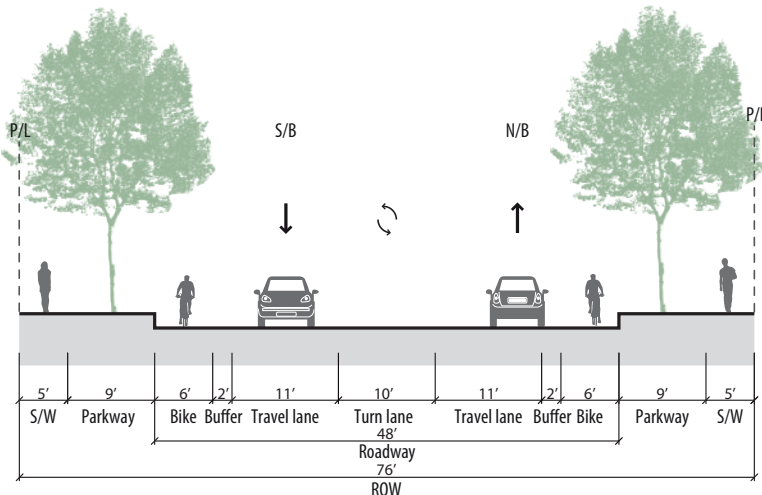 P/L S/B N/B P/L
5’ 9’ 6’ 2’ 11’ 10’ 11’ 2’ 6’ 9’ 5’
S/W Parkway Bike Buffer Travel lane Turn lane Travel lane Buffer Bike Parkway S/W
48’
Roadway
76’
ROW